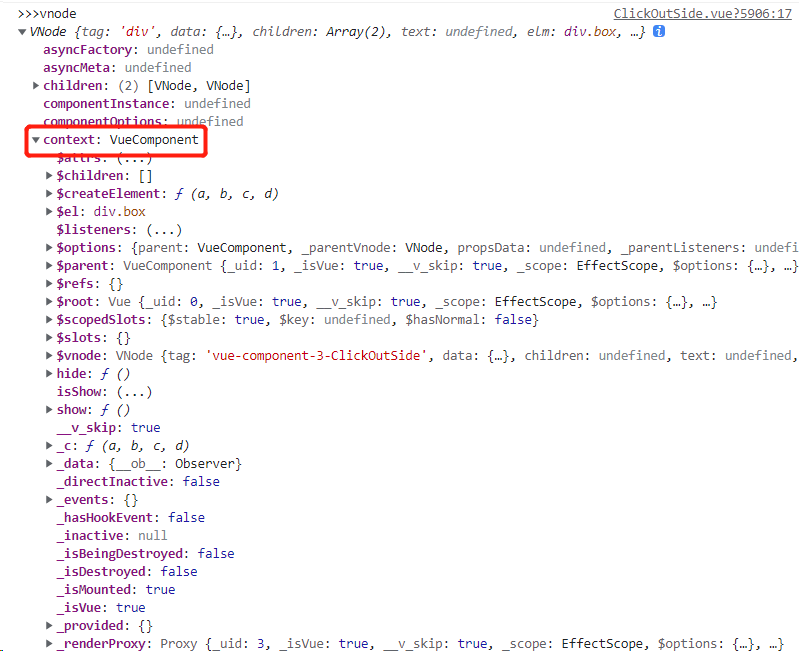 >>>vnode ClickOutSide.vue?5906:17
▼VNode {tag: 'div', data: {…}, children: Array(2), text: undefined, elm: div.box, …} i
asyncFactory: undefined
asyncMeta: undefined
▶children: (2) [VNode, VNode]
componentInstance: undefined
componentOptions: undefined
▼context: VueComponent
$attrs: (...)
▶$children: []
▶$createElement: ƒ (a, b, c, d)
▶$el: div.box
$listeners: (...)
▶$options: {parent: VueComponent, _parentVnode: VNode, propsData: undefined, _parentListeners: undefi
▶$parent: VueComponent {_uid: 1, _isVue: true, __v_skip: true, _scope: EffectScope, $options: {…}, …}
▶$refs: {}
▶$root: Vue {_uid: 0, _isVue: true, __v_skip: true, _scope: EffectScope, $options: {…}, …}
▶$scopedSlots: {$stable: true, $key: undefined, $hasNormal: false}
▶$slots: {}
▶$vnode: VNode {tag: 'vue-component-3-ClickOutSide', data: {…}, children: undefined, text: undefined,
▶hide: ƒ ()
isShow: (...)
▶show: ƒ ()
__v_skip: true
▶_c: ƒ (a, b, c, d)
▶_data: {__ob__: Observer}
_directInactive: false
▶_events: {}
_hasHookEvent: false
_inactive: null
_isBeingDestroyed: false
_isDestroyed: false
_isMounted: true
_isVue: true
▶_provided: {}
▶_renderProxy: Proxy {_uid: 3, _isVue: true, __v_skip: true, _scope: EffectScope, $options: {…}, …}